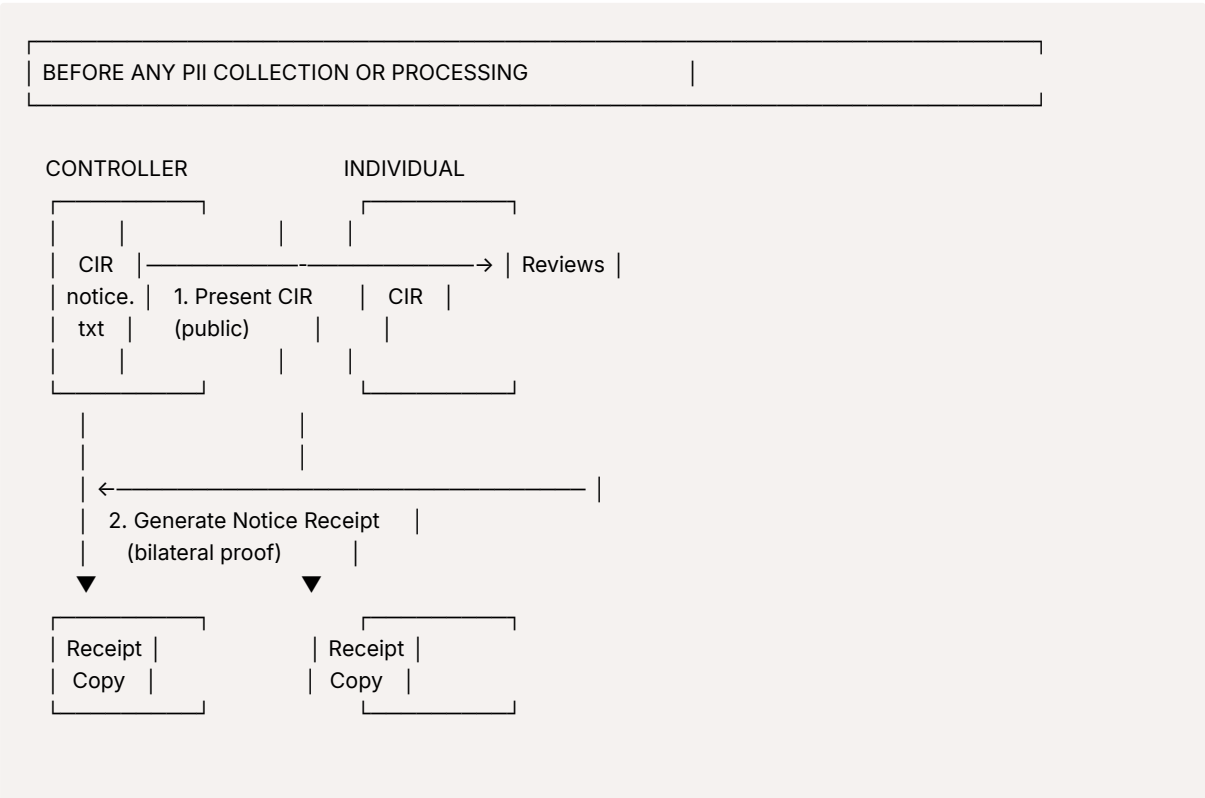 BEFORE ANY PII COLLECTION OR PROCESSING
CONTROLLER INDIVIDUAL
CIR Reviews
notice. 1. Present CIR CIR
txt (public)
2. Generate Notice Receipt
(bilateral proof)
Receipt Receipt
Copy Copy